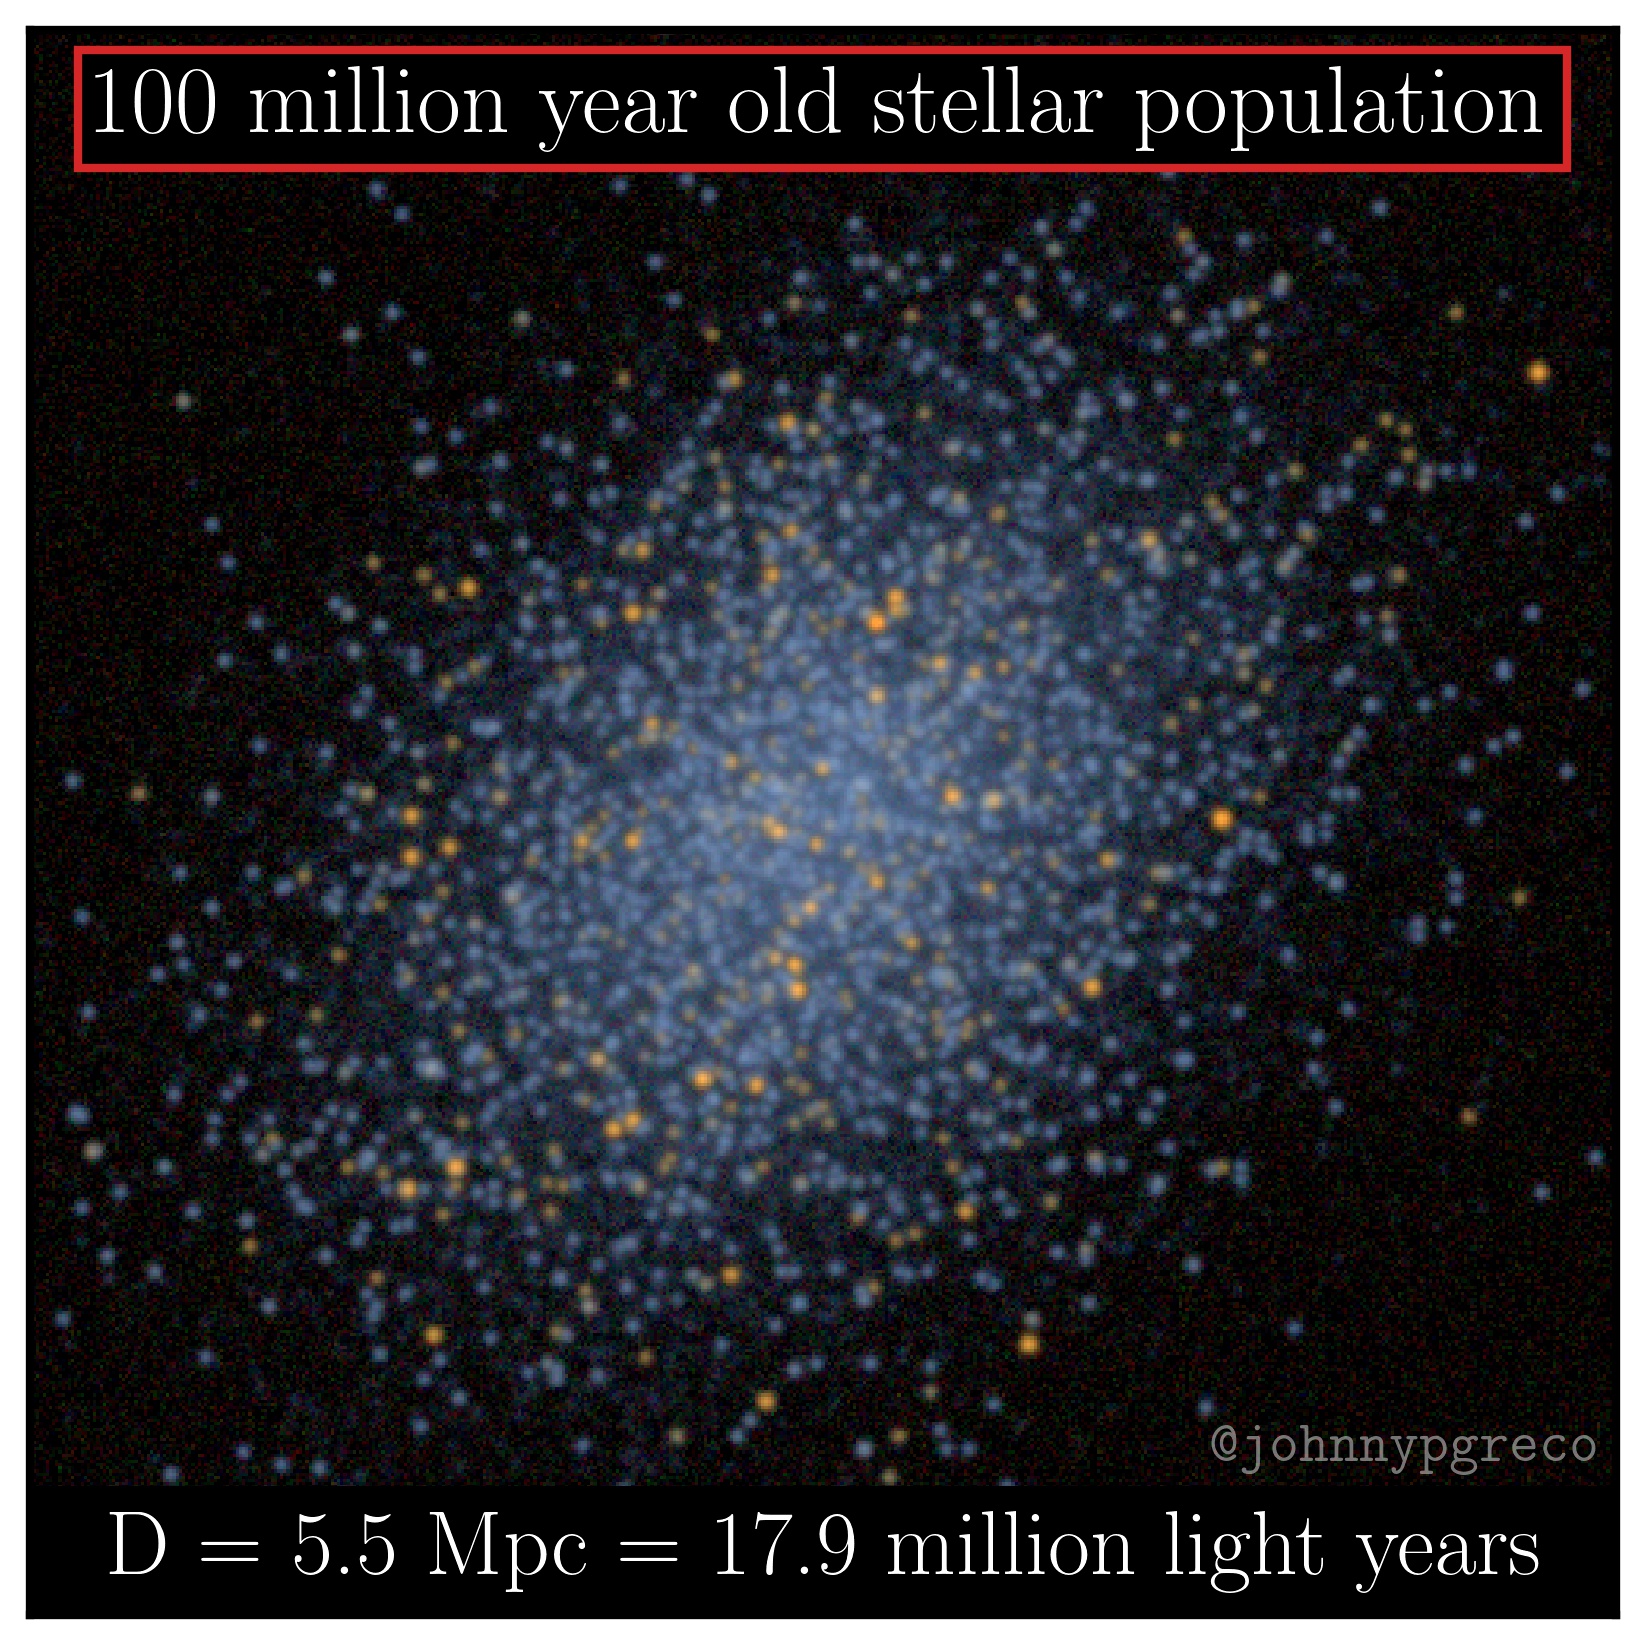 100 million year old stellar population
@johnnypgreco
D = 5.5 Mpc = 17.9 million light years